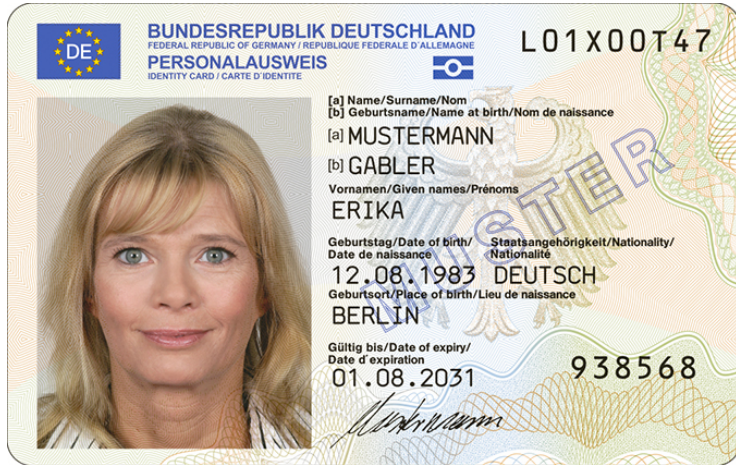 DE
BUNDESREPUBLIK DEUTSCHLAND
FEDERAL REPUBLIC OF GERMANY / REPUBLIQUE FEDERALE D'ALLEMAGNE
PERSONALAUSWEIS
IDENTITY CARD / CARTE D'IDENTITE
L01X00T47
[a] Name/Surname/Nom
[b] Geburtsname/Name at birth/Nom de naissance
[a] MUSTERMANN
[b] GABLER
Vornamen/Given names/Prénoms
ERIKA
Geburtstag/Date of birth/ Staatsangehörigkeit/Nationality/
Date de naissance Nationalité
12.08.1983 DEUTSCH
Geburtsort/Place of birth/Lieu de naissance
BERLIN
Gültig bis/Date of expiry/
Date d'expiration
01.08.2031 938568
Mustermann
MUSTER